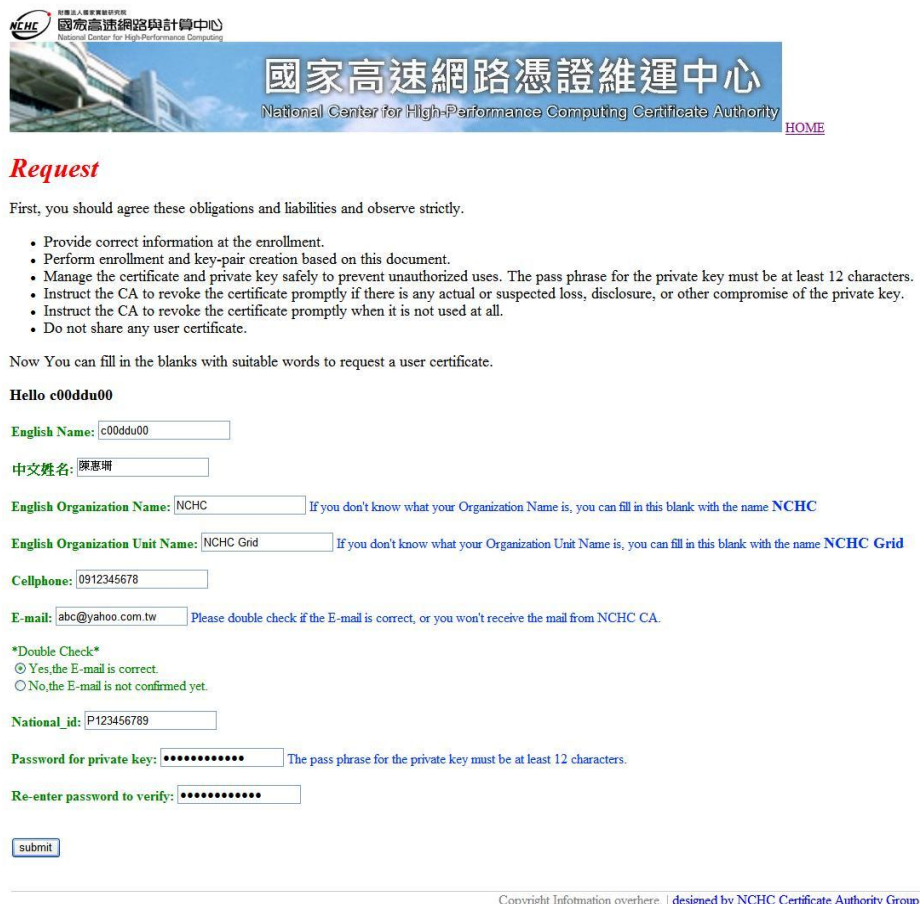 NCHC 財團法人國家實驗研究院
國家高速網路與計算中心
National Center for High-Performance Computing
國家高速網路憑證維運中心
National Center for High-Performance Computing Certificate Authority
HOME
Request
First, you should agree these obligations and liabilities and observe strictly.
• Provide correct information at the enrollment.
• Perform enrollment and key-pair creation based on this document.
• Manage the certificate and private key safely to prevent unauthorized uses. The pass phrase for the private key must be at least 12 characters.
• Instruct the CA to revoke the certificate promptly if there is any actual or suspected loss, disclosure, or other compromise of the private key.
• Instruct the CA to revoke the certificate promptly when it is not used at all.
• Do not share any user certificate.
Now You can fill in the blanks with suitable words to request a user certificate.
Hello c00ddu00
English Name: c00ddu00
中文姓名: 陳惠珊
English Organization Name: NCHC If you don't know what your Organization Name is, you can fill in this blank with the name NCHC
English Organization Unit Name: NCHC Grid If you don't know what your Organization Unit Name is, you can fill in this blank with the name NCHC Grid
Cellphone: 0912345678
E-mail: abc@yahoo.com.tw Please double check if the E-mail is correct, or you won't receive the mail from NCHC CA.
*Double Check*
Yes,the E-mail is correct.
No,the E-mail is not confirmed yet.
National_id: P123456789
Password for private key: •••••••••••• The pass phrase for the private key must be at least 12 characters.
Re-enter password to verify: ••••••••••••
submit
Copyright Infotmation overhere. | designed by NCHC Certificate Authority Group